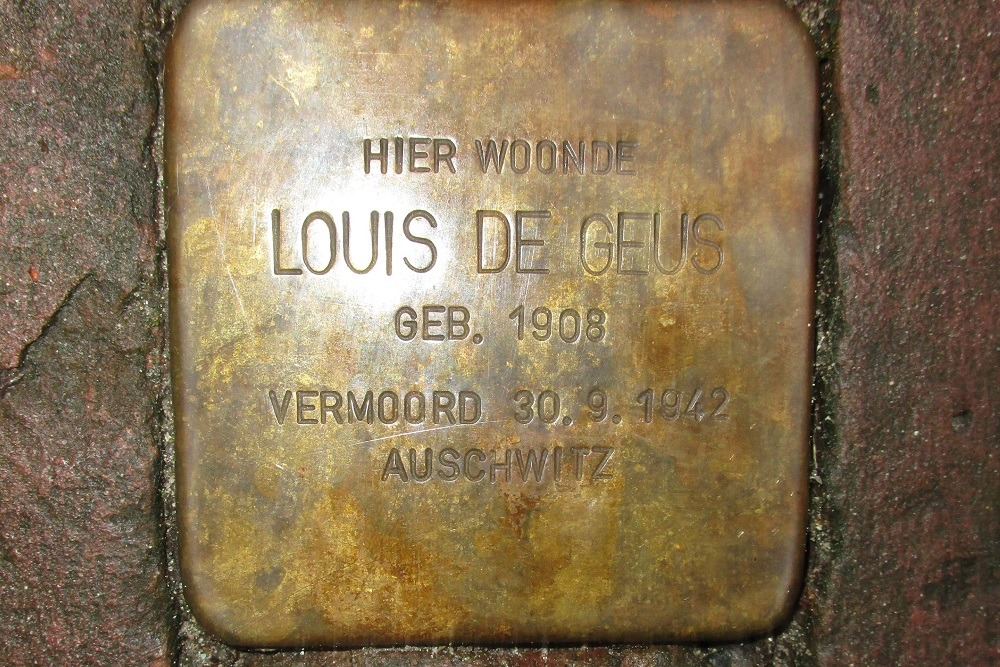 HIER WOONDE
LOUIS DE GEUS
GEB. 1908
VERMOORD 30.9.1942
AUSCHWITZ